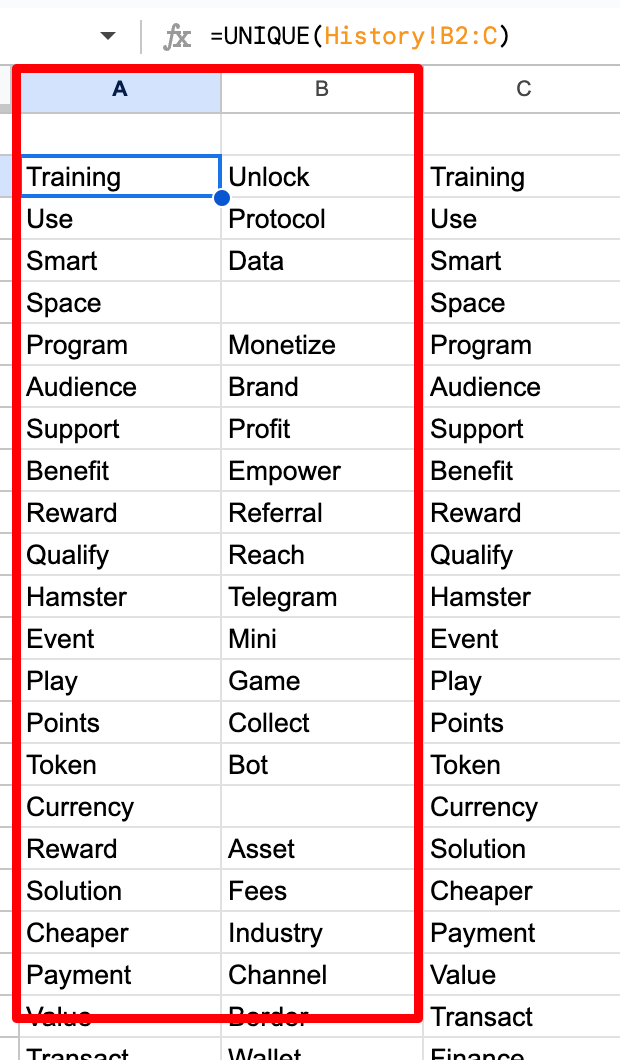 fx =UNIQUE(History!B2:C)
A B C
Training Unlock Training
Use Protocol Use
Smart Data Smart
Space Space
Program Monetize Program
Audience Brand Audience
Support Profit Support
Benefit Empower Benefit
Reward Referral Reward
Qualify Reach Qualify
Hamster Telegram Hamster
Event Mini Event
Play Game Play
Points Collect Points
Token Bot Token
Currency Currency
Reward Asset Solution
Solution Fees Cheaper
Cheaper Industry Payment
Payment Channel Value
Value Border Transact
Transact Wallet Finance